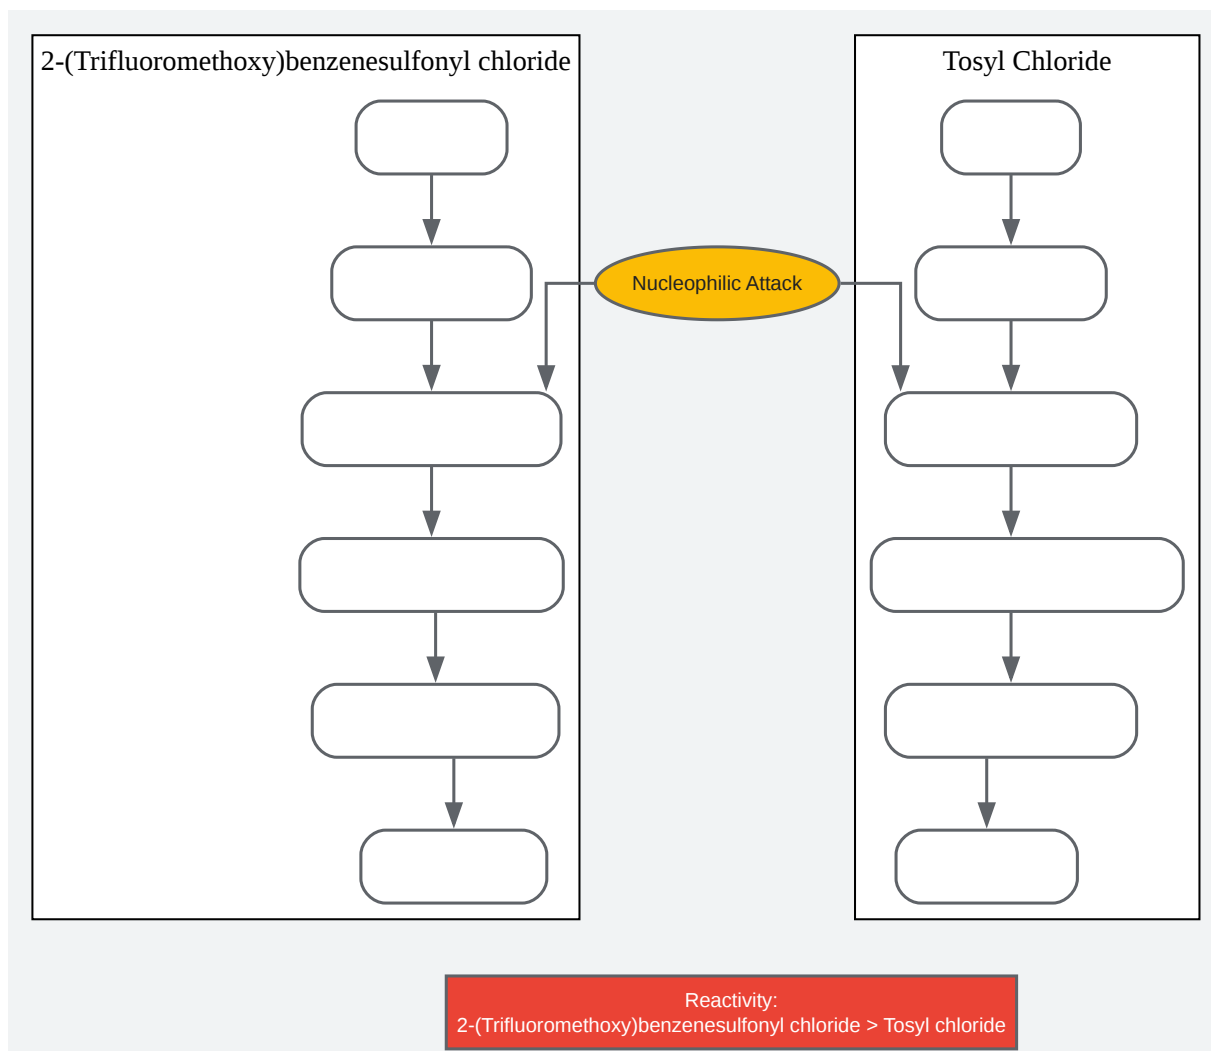 2-(Trifluoromethoxy)benzenesulfonyl chloride
Tosyl Chloride
Nucleophilic Attack
Reactivity:
2-(Trifluoromethoxy)benzenesulfonyl chloride > Tosyl chloride